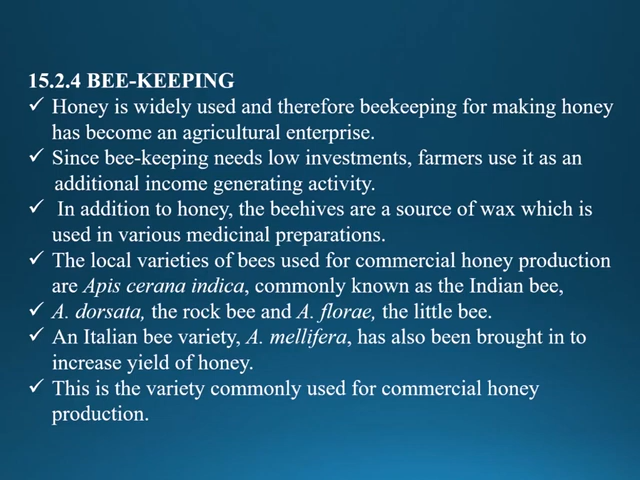 15.2.4 BEE-KEEPING
✓ Honey is widely used and therefore beekeeping for making honey
has become an agricultural enterprise.
✓ Since bee-keeping needs low investments, farmers use it as an
additional income generating activity.
✓ In addition to honey, the beehives are a source of wax which is
used in various medicinal preparations.
✓ The local varieties of bees used for commercial honey production
are Apis cerana indica, commonly known as the Indian bee,
✓ A. dorsata, the rock bee and A. florae, the little bee.
✓ An Italian bee variety, A. mellifera, has also been brought in to
increase yield of honey.
✓ This is the variety commonly used for commercial honey
production.